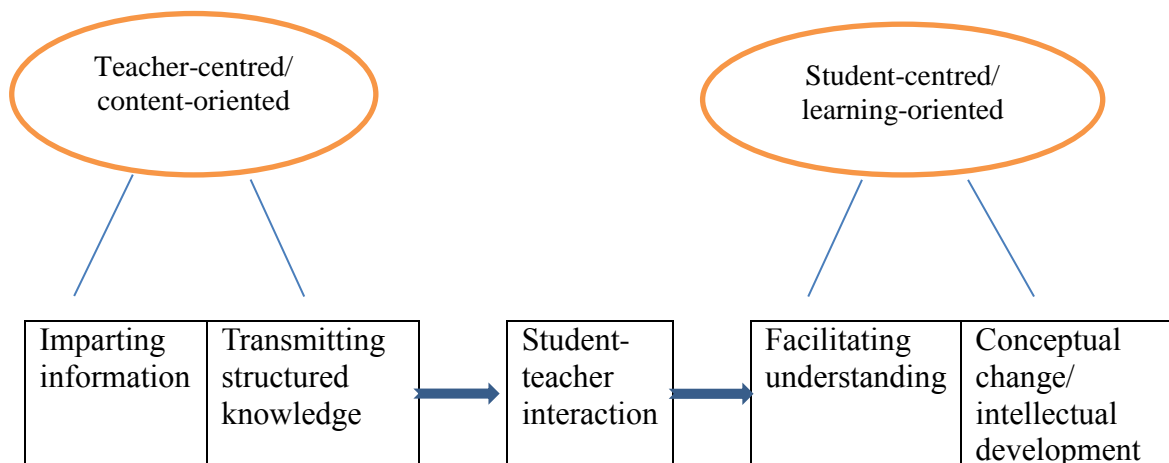 Teacher-centred/
content-oriented
Student-centred/
learning-oriented
Imparting
information
Transmitting
structured
knowledge
Student-
teacher
interaction
Facilitating
understanding
Conceptual
change/
intellectual
development